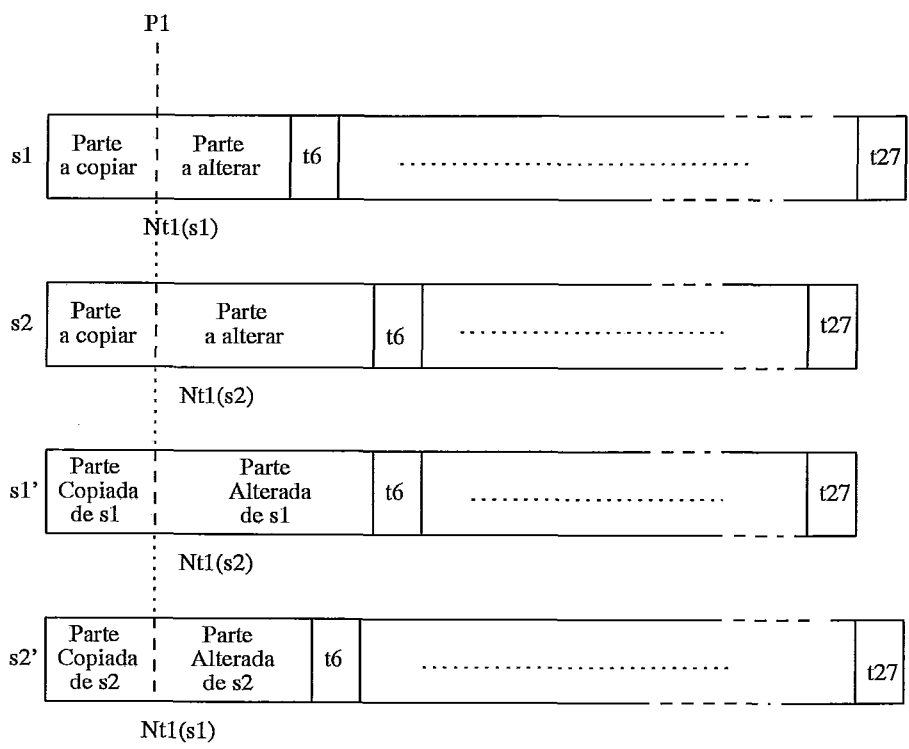 P1
s1
Parte
a copiar
Parte
a alterar
t6
t27
Nt1(s1)
s2
Parte
a copiar
Parte
a alterar
t6
t27
Nt1(s2)
s1'
Parte
Copiada
de s1
Parte
Alterada
de s1
t6
t27
Nt1(s2)
s2'
Parte
Copiada
de s2
Parte
Alterada
de s2
t6
t27
Nt1(s1)